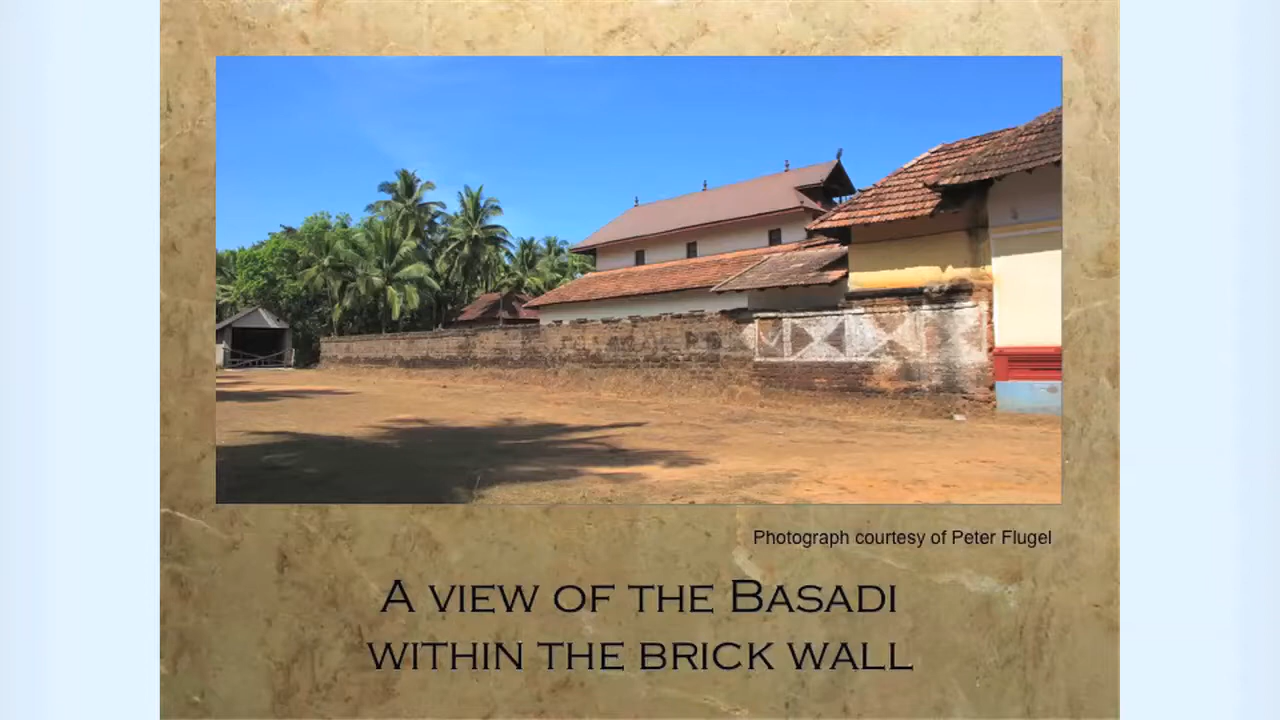 Photograph courtesy of Peter Flugel
A VIEW OF THE BASADI
WITHIN THE BRICK WALL